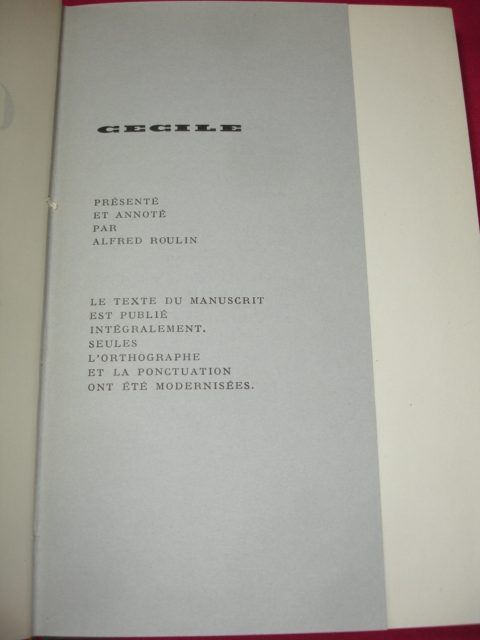 CECILE
PRÉSENTÉ
ET ANNOTÉ
PAR
ALFRED ROULIN
LE TEXTE DU MANUSCRIT
EST PUBLIÉ
INTÉGRALEMENT,
SEULES
L'ORTHOGRAPHE
ET LA PONCTUATION
ONT ÉTÉ MODERNISÉES.